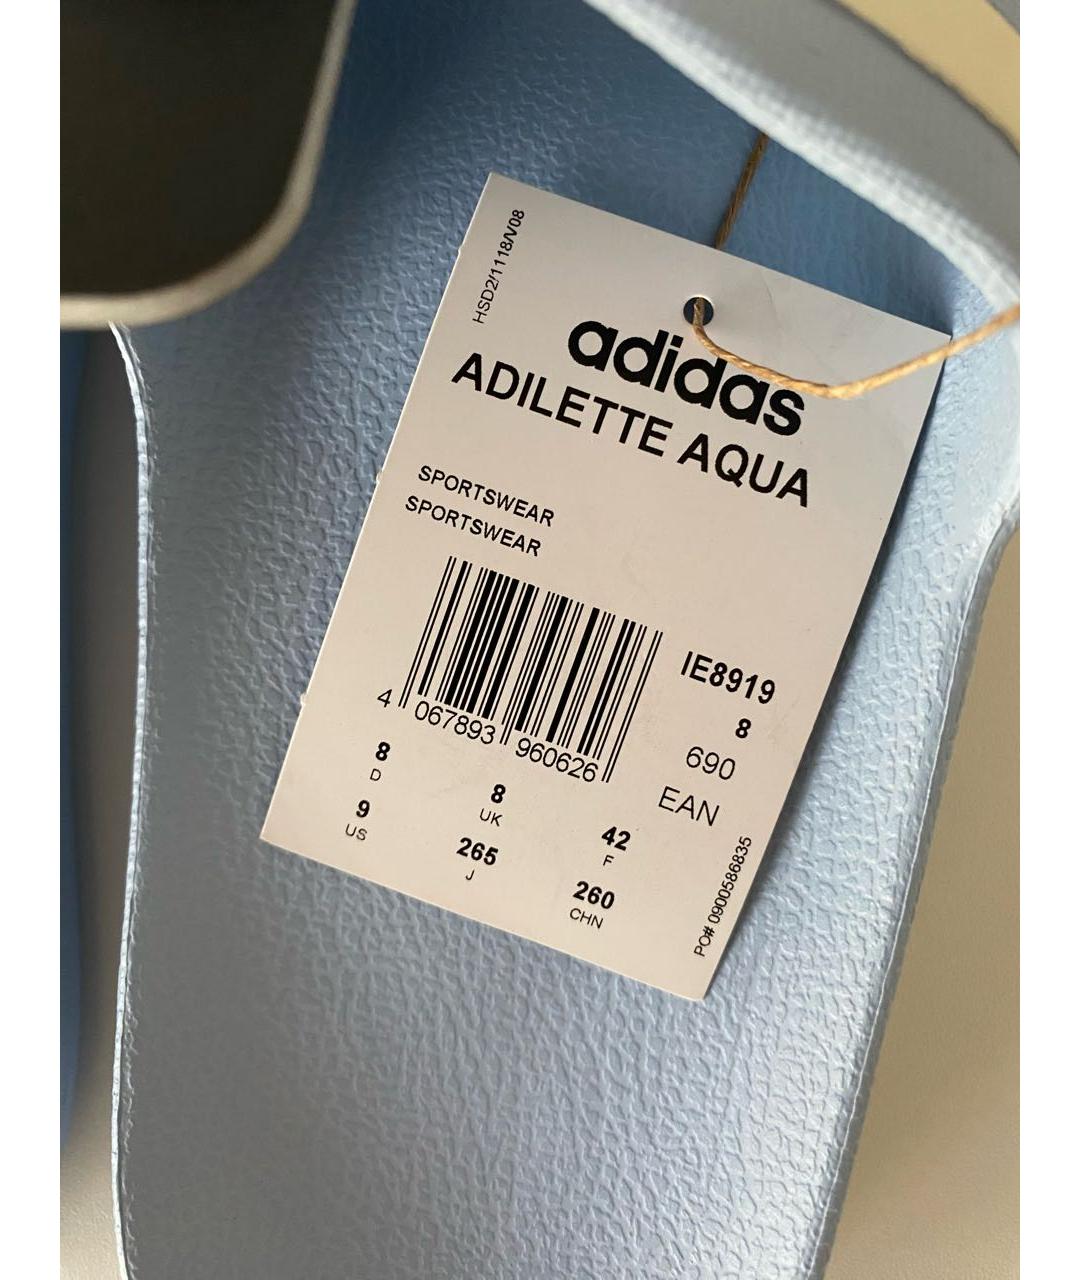 HSD2/1118/V08
adidas
ADILETTE AQUA
SPORTSWEAR
SPORTSWEAR
4 067893 960626
IE8919
8
690
EAN
8 D
8 UK
42 F
9 US
265 J
260 CHN
PO# 0900586835